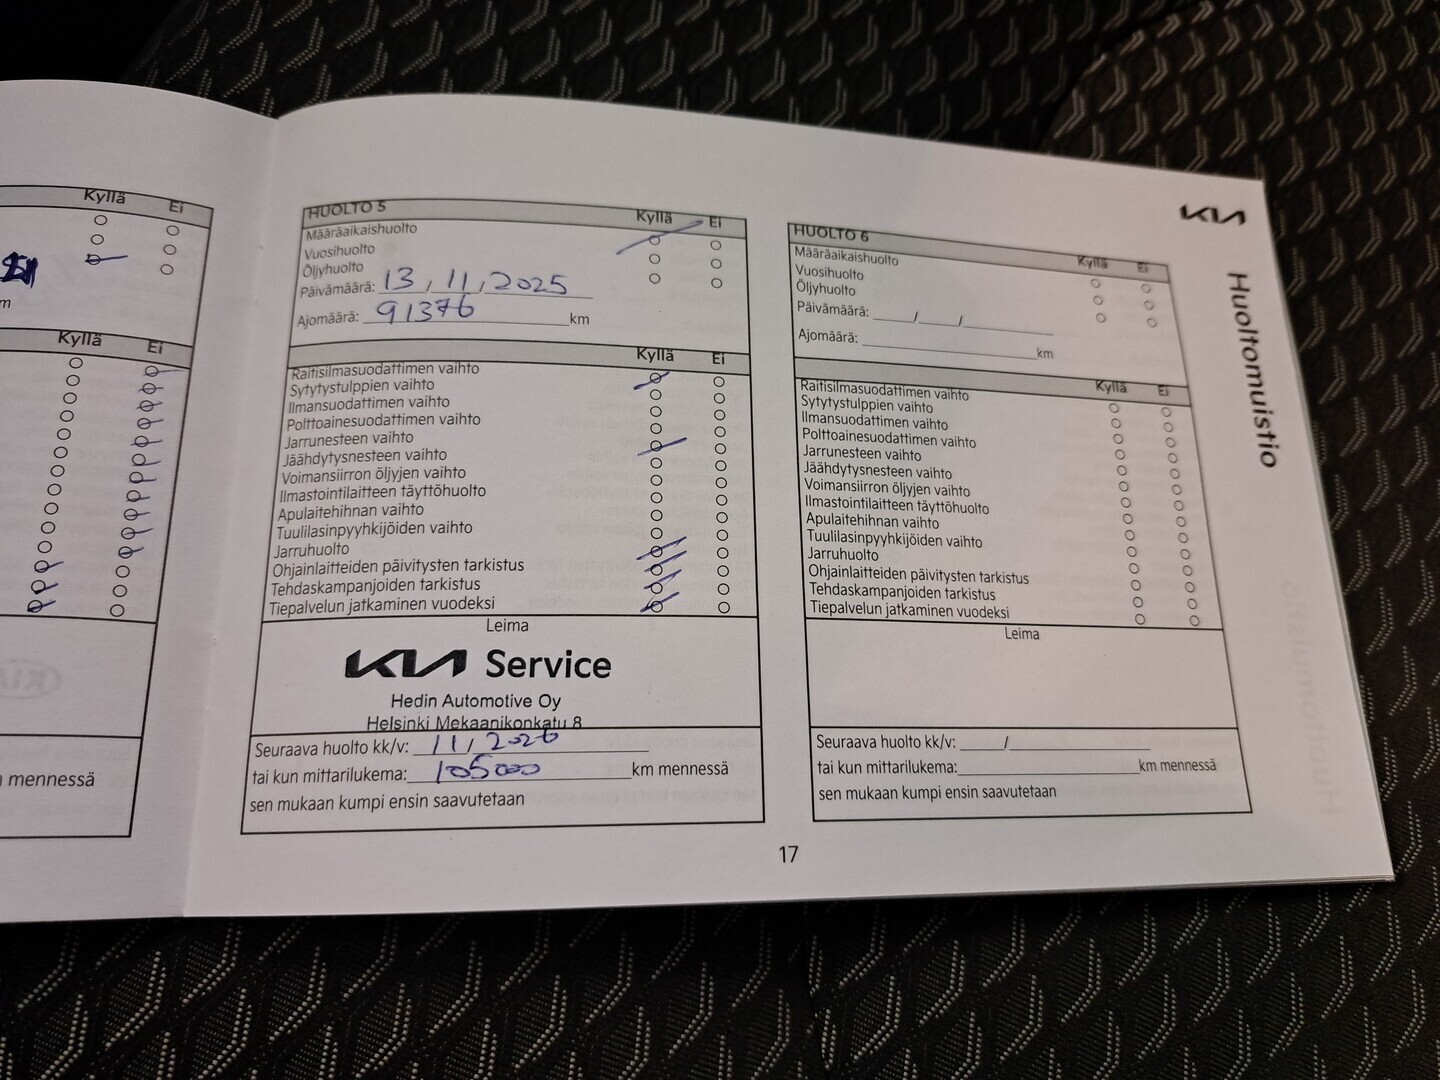 Kyllä Ei
m
Kyllä Ei
mennessä
HUOLTO 5 Kyllä Ei
Määräaikaishuolto
Vuosihuolto
Öljyhuolto
Päivämäärä: 13, 11, 2025
Ajomäärä: 91376 km
Kyllä Ei
Raitisilmasuodattimen vaihto
Sytytystulppien vaihto
Ilmansuodattimen vaihto
Polttoainesuodattimen vaihto
Jarrunesteen vaihto
Jäähdytysnesteen vaihto
Voimansiirron öljyjen vaihto
Ilmastointilaitteen täyttöhuolto
Apulaitehihnan vaihto
Tuulilasinpyyhkijöiden vaihto
Jarruhuolto
Ohjainlaitteiden päivitysten tarkistus
Tehdaskampanjoiden tarkistus
Tiepalvelun jatkaminen vuodeksi
Leima
KIA Service
Hedin Automotive Oy
Helsinki Mekaanikonkatu 8
Seuraava huolto kk/v: 11, 2026
tai kun mittarilukema: 105000 km mennessä
sen mukaan kumpi ensin saavutetaan
HUOLTO 6 Kyllä Ei
Määräaikaishuolto
Vuosihuolto
Öljyhuolto
Päivämäärä: / /
Ajomäärä: km
Kyllä Ei
Raitisilmasuodattimen vaihto
Sytytystulppien vaihto
Ilmansuodattimen vaihto
Polttoainesuodattimen vaihto
Jarrunesteen vaihto
Jäähdytysnesteen vaihto
Voimansiirron öljyjen vaihto
Ilmastointilaitteen täyttöhuolto
Apulaitehihnan vaihto
Tuulilasinpyyhkijöiden vaihto
Jarruhuolto
Ohjainlaitteiden päivitysten tarkistus
Tehdaskampanjoiden tarkistus
Tiepalvelun jatkaminen vuodeksi
Leima
Seuraava huolto kk/v: /
tai kun mittarilukema: km mennessä
sen mukaan kumpi ensin saavutetaan
KIA
Huoltomuistio
17